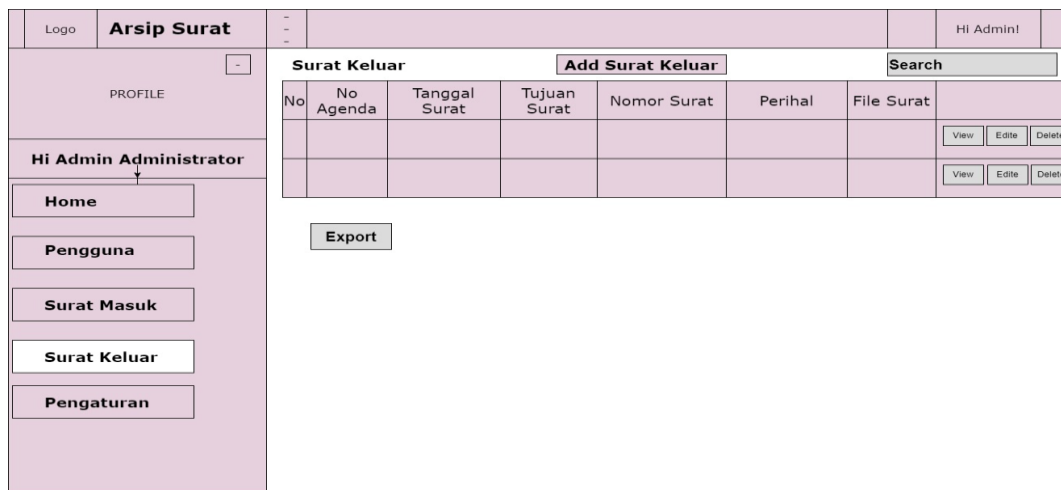 Logo
Arsip Surat
Hi Admin!
-
PROFILE
Hi Admin Administrator
Home
Pengguna
Surat Masuk
Surat Keluar
Pengaturan
Surat Keluar
Add Surat Keluar
Search
No
No
Agenda
Tanggal
Surat
Tujuan
Surat
Nomor Surat
Perihal
File Surat
View Edite Delete
View Edite Delete
Export